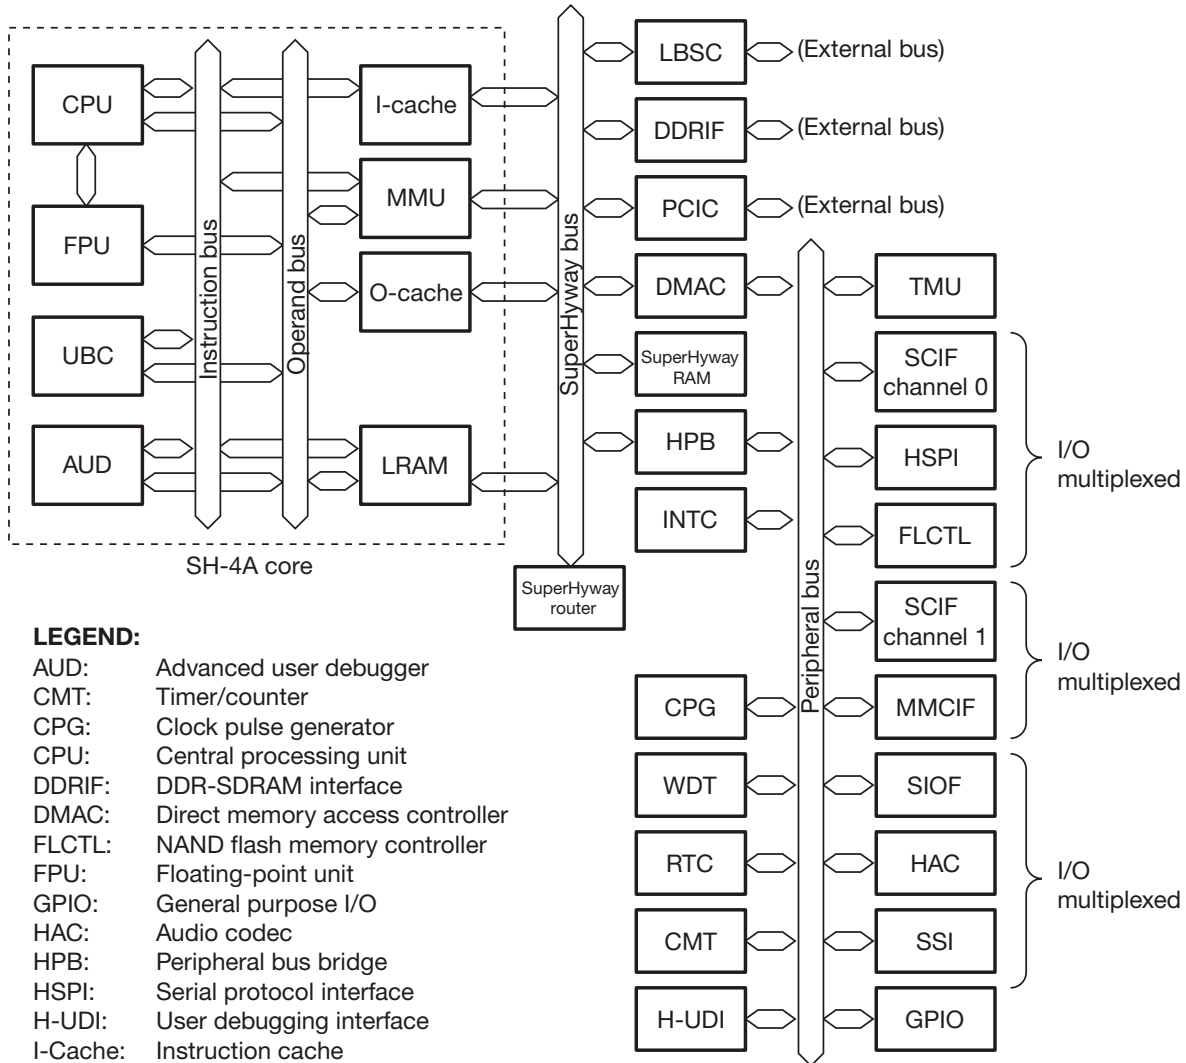 CPU
FPU
UBC
AUD
Instruction bus
Operand bus
I-cache
MMU
O-cache
LRAM
SH-4A core
SuperHyway bus
SuperHyway
router
LBSC
(External bus)
DDRIF
(External bus)
PCIC
(External bus)
DMAC
SuperHyway
RAM
HPB
INTC
CPG
WDT
RTC
CMT
H-UDI
Peripheral bus
TMU
SCIF
channel 0
HSPI
FLCTL
I/O
multiplexed
SCIF
channel 1
MMCIF
I/O
multiplexed
SIOF
HAC
SSI
I/O
multiplexed
GPIO
LEGEND:
AUD: Advanced user debugger
CMT: Timer/counter
CPG: Clock pulse generator
CPU: Central processing unit
DDRIF: DDR-SDRAM interface
DMAC: Direct memory access controller
FLCTL: NAND flash memory controller
FPU: Floating-point unit
GPIO: General purpose I/O
HAC: Audio codec
HPB: Peripheral bus bridge
HSPI: Serial protocol interface
H-UDI: User debugging interface
I-Cache: Instruction cache